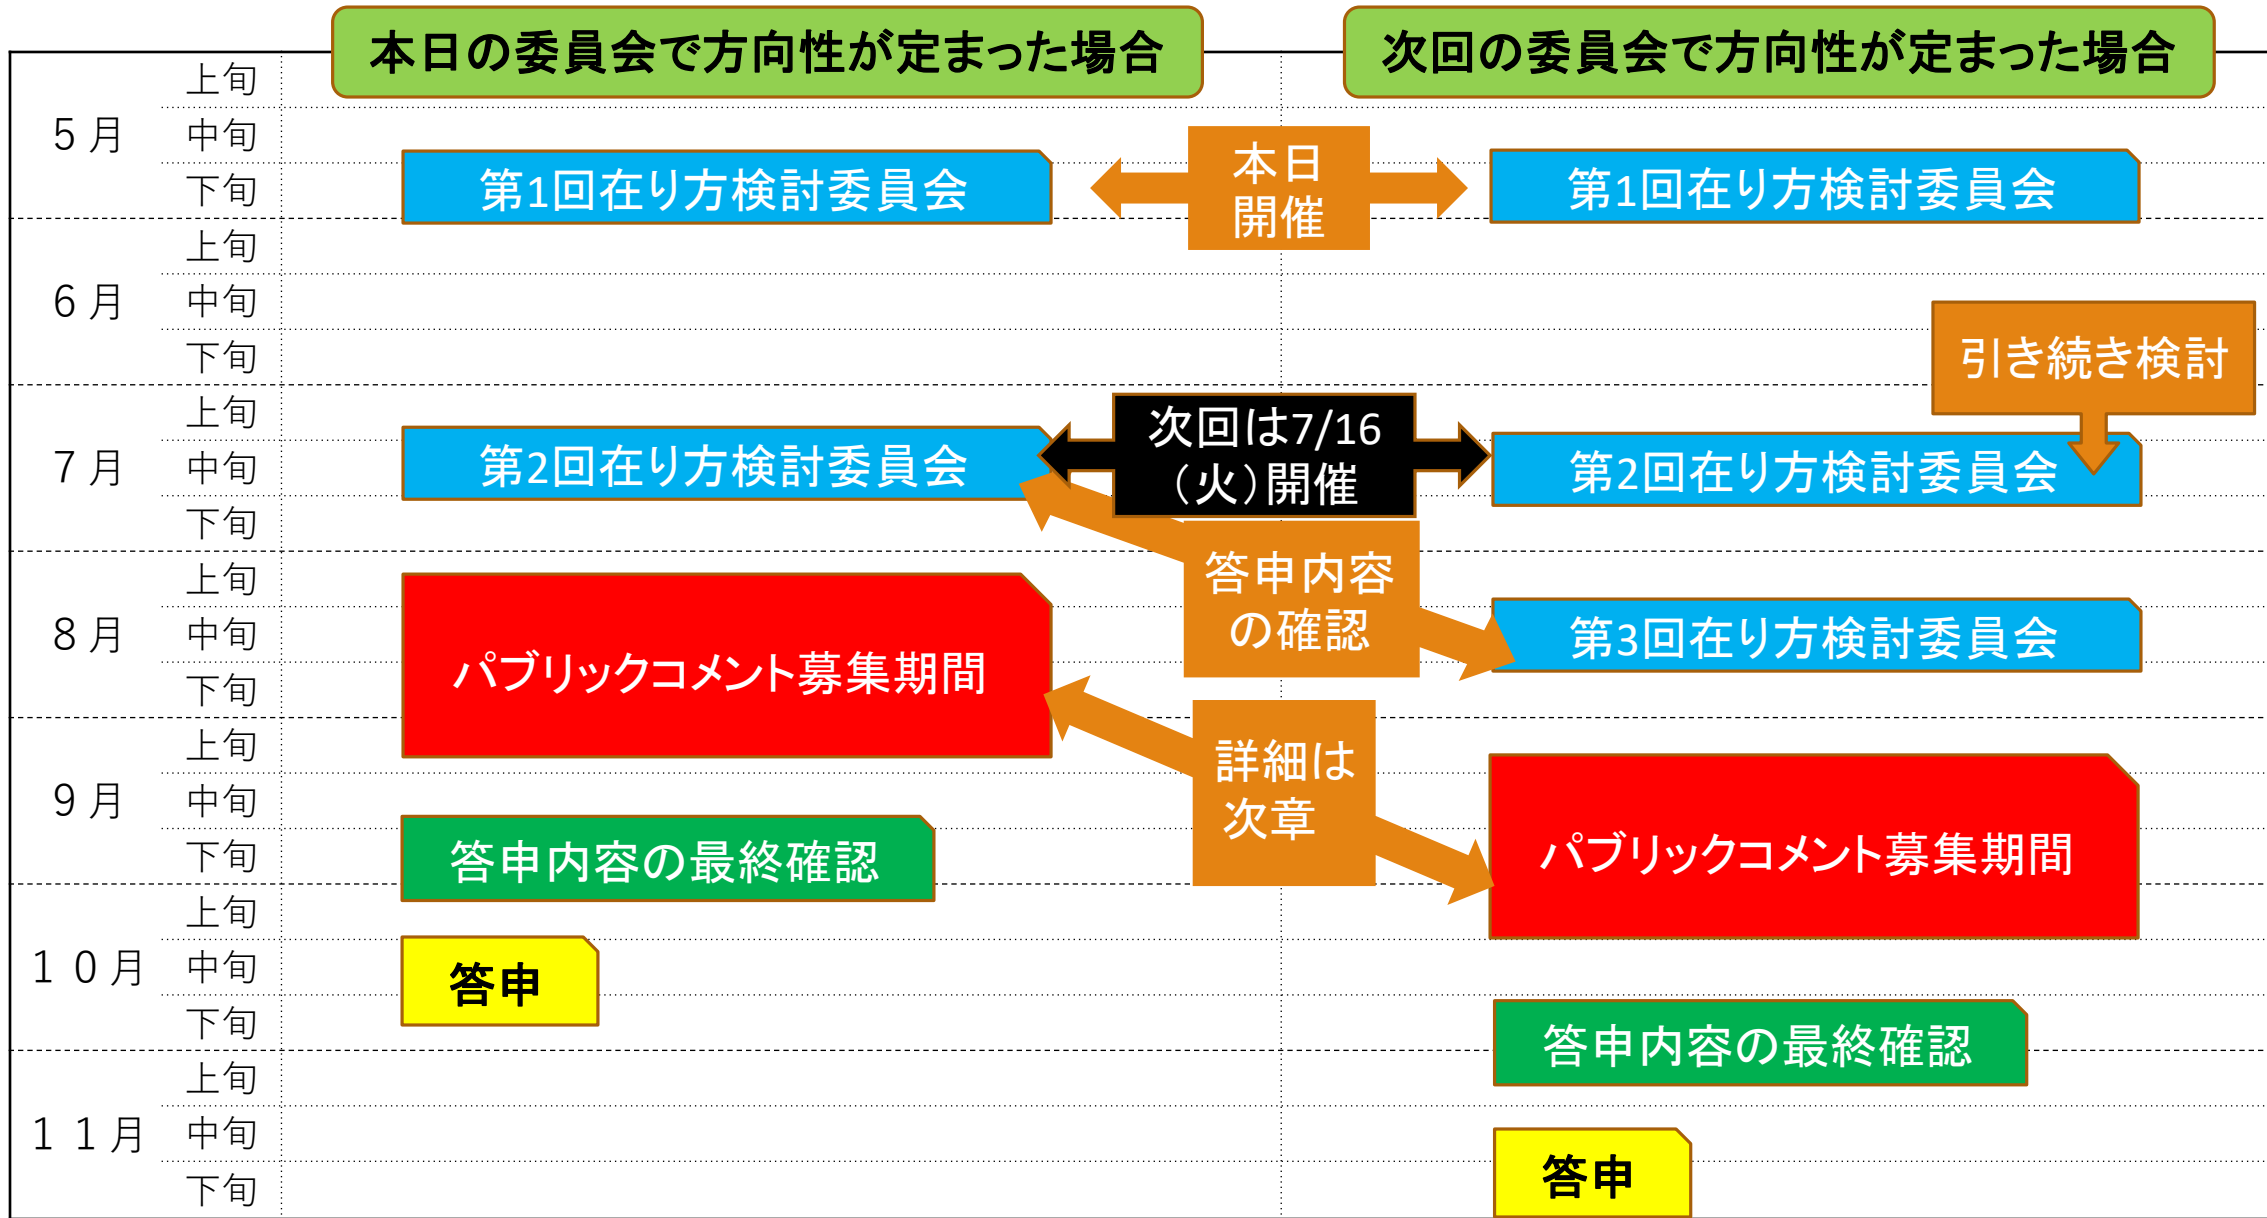 本日の委員会で方向性が定まった場合
次回の委員会で方向性が定まった場合
5月
上旬
中旬
下旬
第1回在り方検討委員会
本日
開催
第1回在り方検討委員会
6月
上旬
中旬
下旬
引き続き検討
7月
上旬
中旬
下旬
第2回在り方検討委員会
次回は7/16
（火）開催
第2回在り方検討委員会
8月
上旬
中旬
下旬
パブリックコメント募集期間
答申内容
の確認
第3回在り方検討委員会
9月
上旬
中旬
下旬
詳細は
次章
パブリックコメント募集期間
答申内容の最終確認
10月
上旬
中旬
下旬
答申
答申内容の最終確認
11月
上旬
中旬
下旬
答申